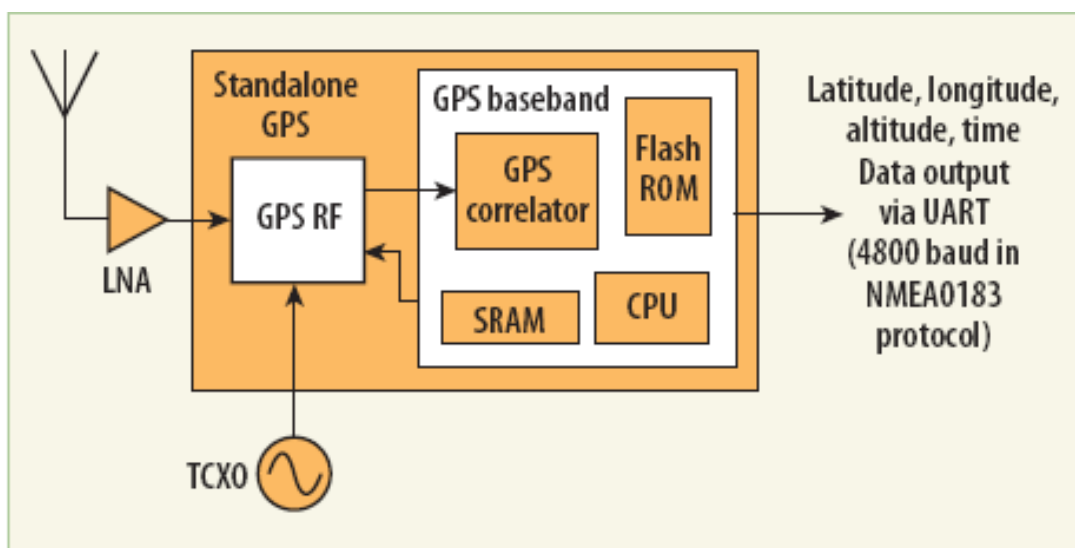 Standalone
GPS
GPS RF
LNA
TCXO
GPS baseband
GPS
correlator
Flash
ROM
SRAM
CPU
Latitude, longitude,
altitude, time
Data output
via UART
(4800 baud in
NMEA0183
protocol)